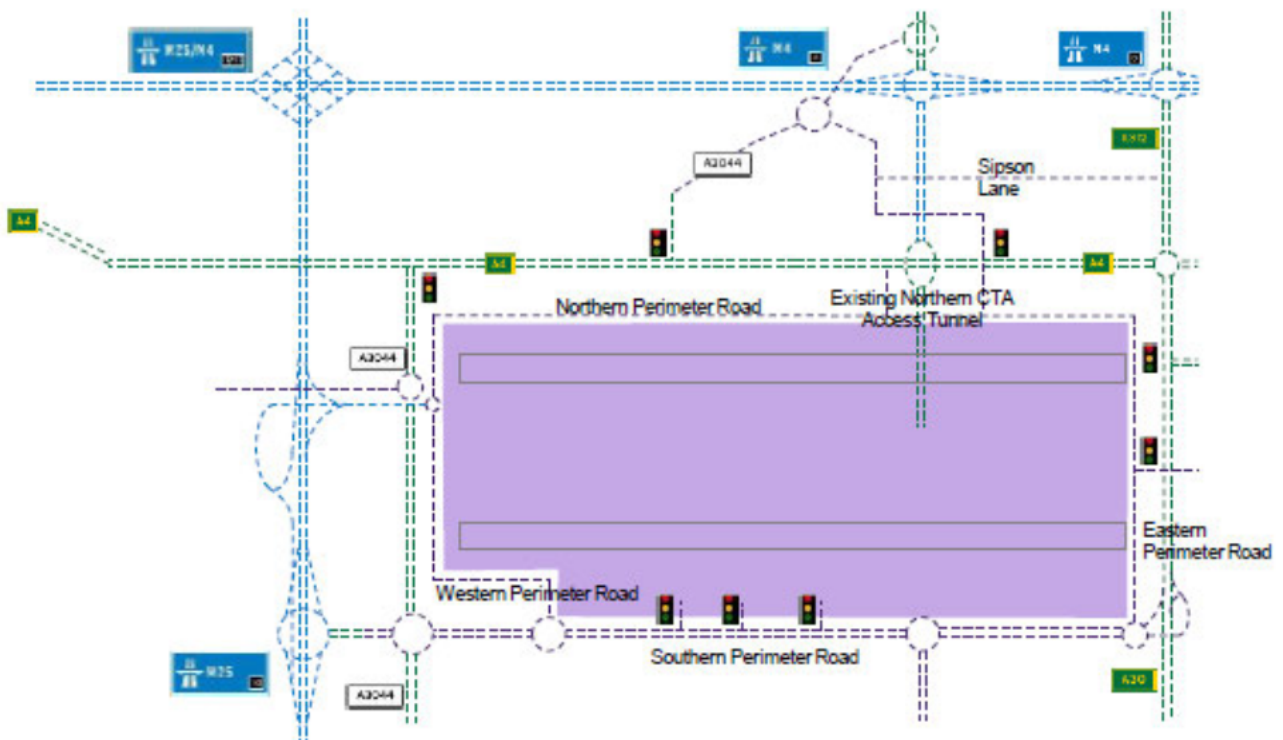 M25/M4
M4
M4
A312
A3044
Sipson
Lane
A4
A4
A4
Northern Perimeter Road
Existing Northern CTA
Access Tunnel
A3044
Eastern
Perimeter Road
Western Perimeter Road
Southern Perimeter Road
M25
A3044
A30